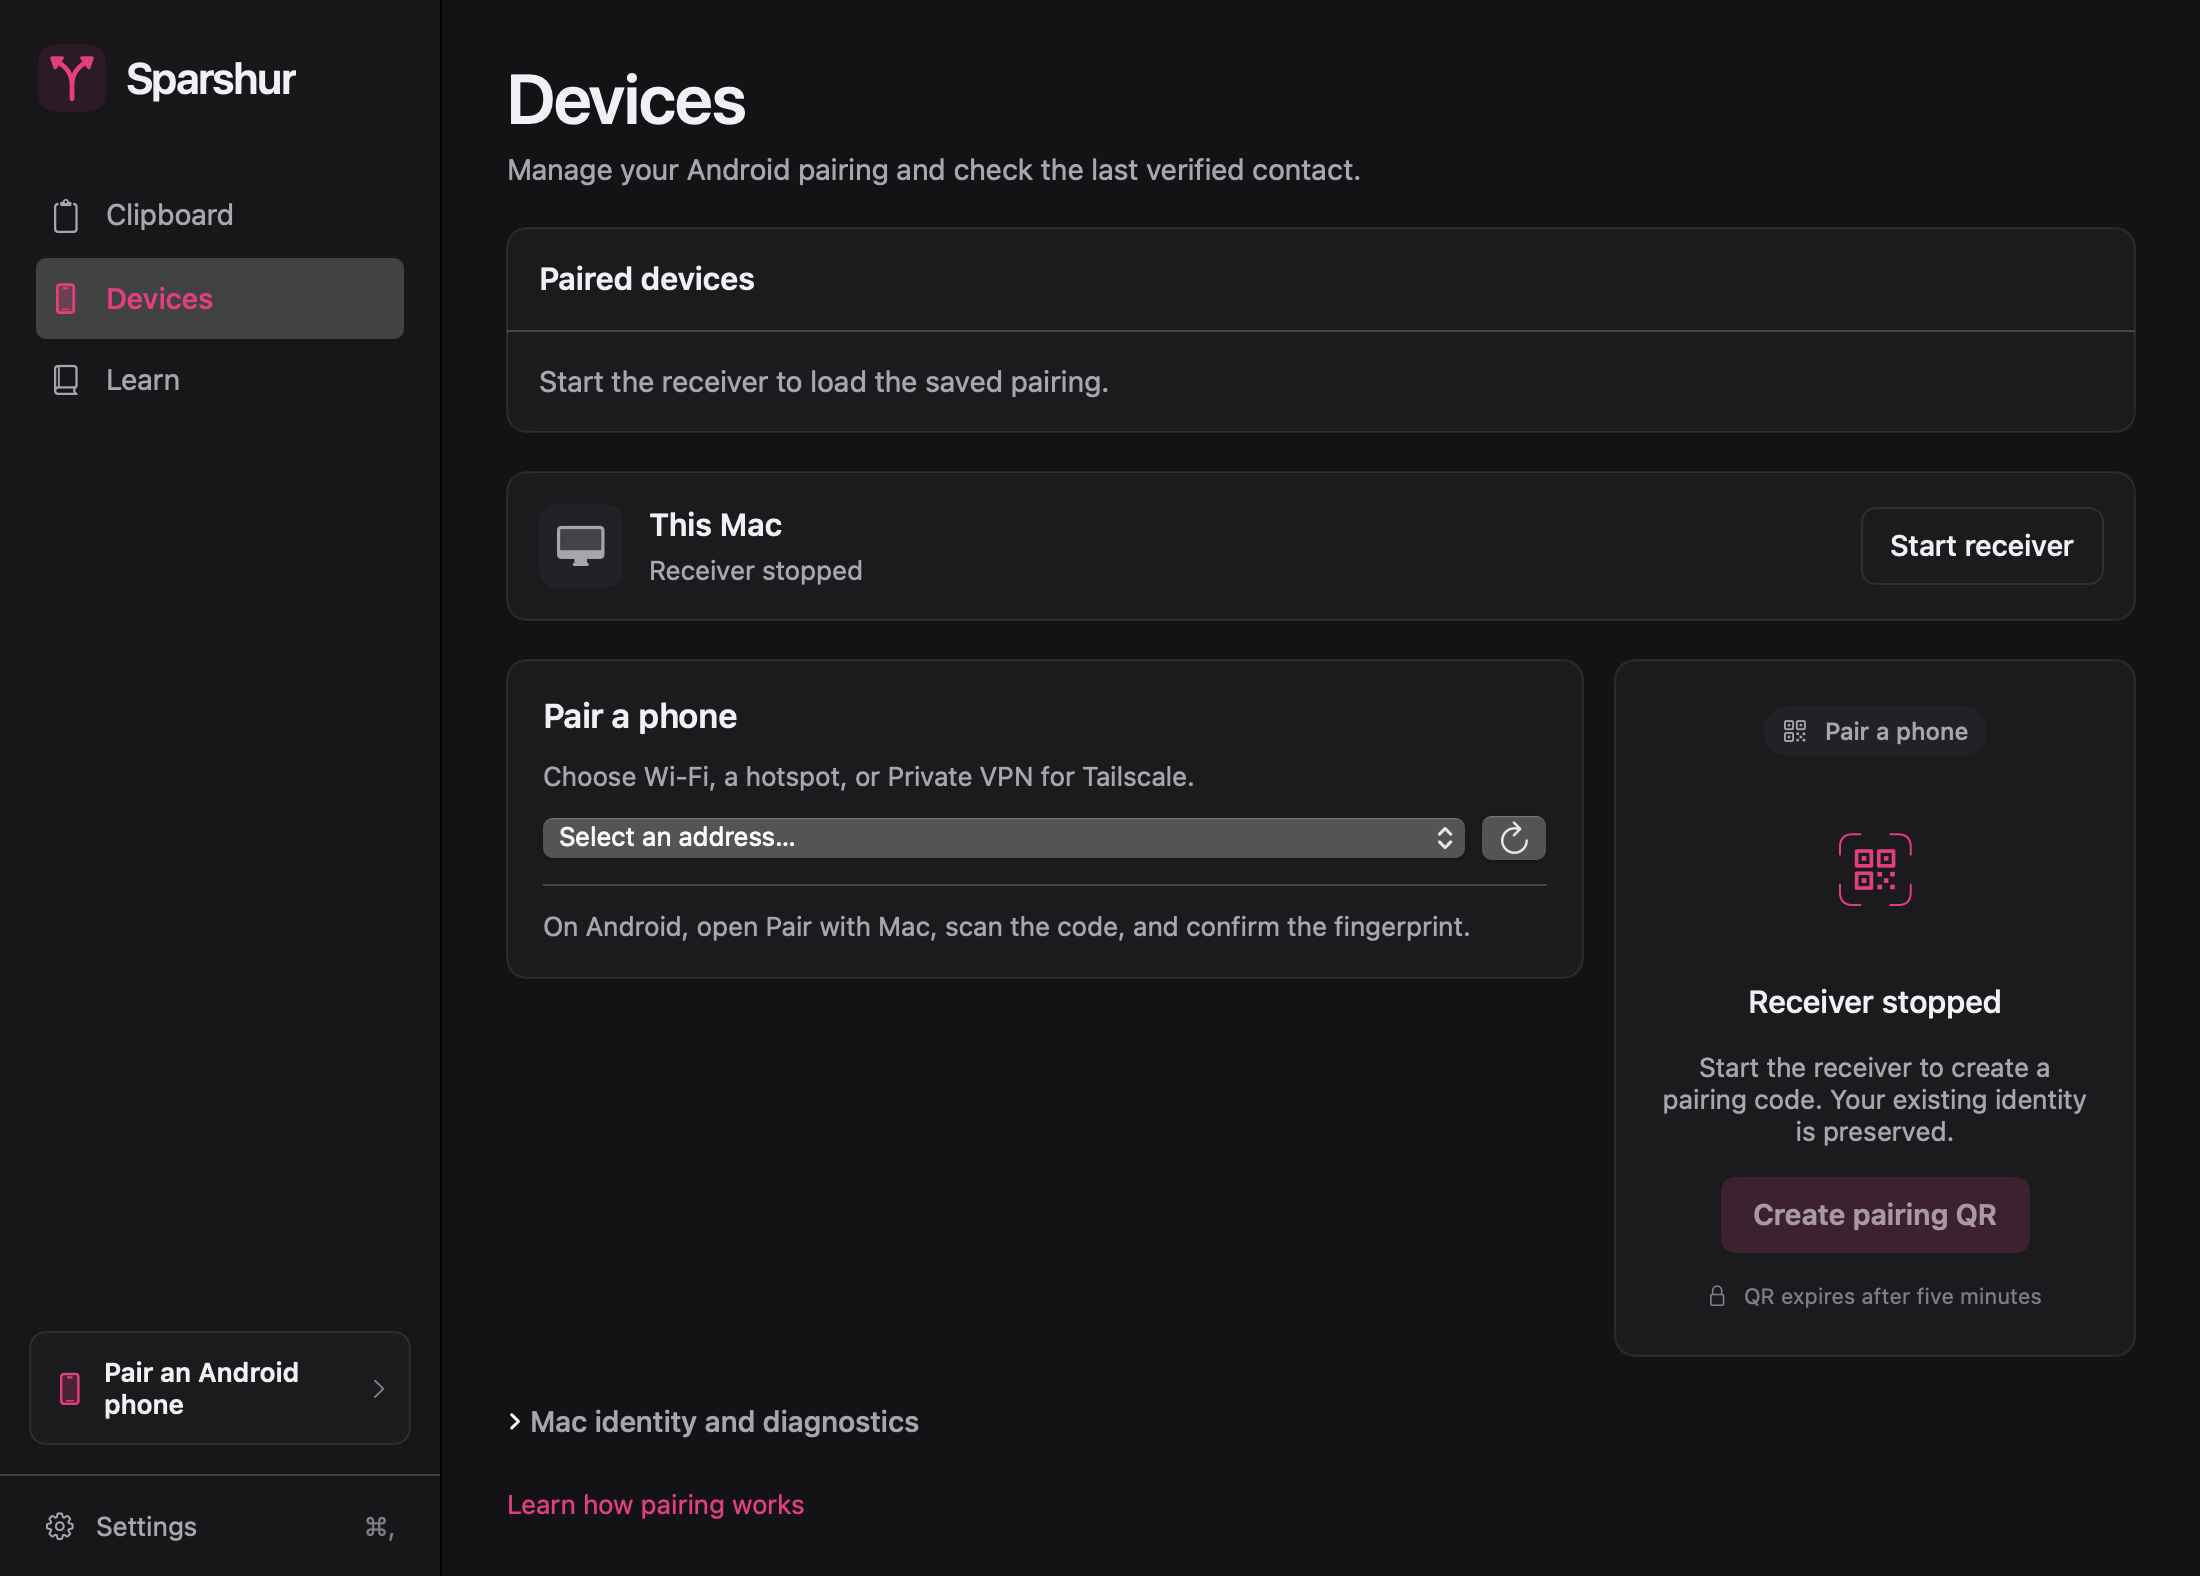 Sparshur
Clipboard
Devices
Learn
Pair an Android
phone
Settings
⌘,
Devices
Manage your Android pairing and check the last verified contact.
Paired devices
Start the receiver to load the saved pairing.
This Mac
Receiver stopped
Start receiver
Pair a phone
Choose Wi-Fi, a hotspot, or Private VPN for Tailscale.
Select an address...
On Android, open Pair with Mac, scan the code, and confirm the fingerprint.
Pair a phone
Receiver stopped
Start the receiver to create a
pairing code. Your existing identity
is preserved.
Create pairing QR
QR expires after five minutes
Mac identity and diagnostics
Learn how pairing works